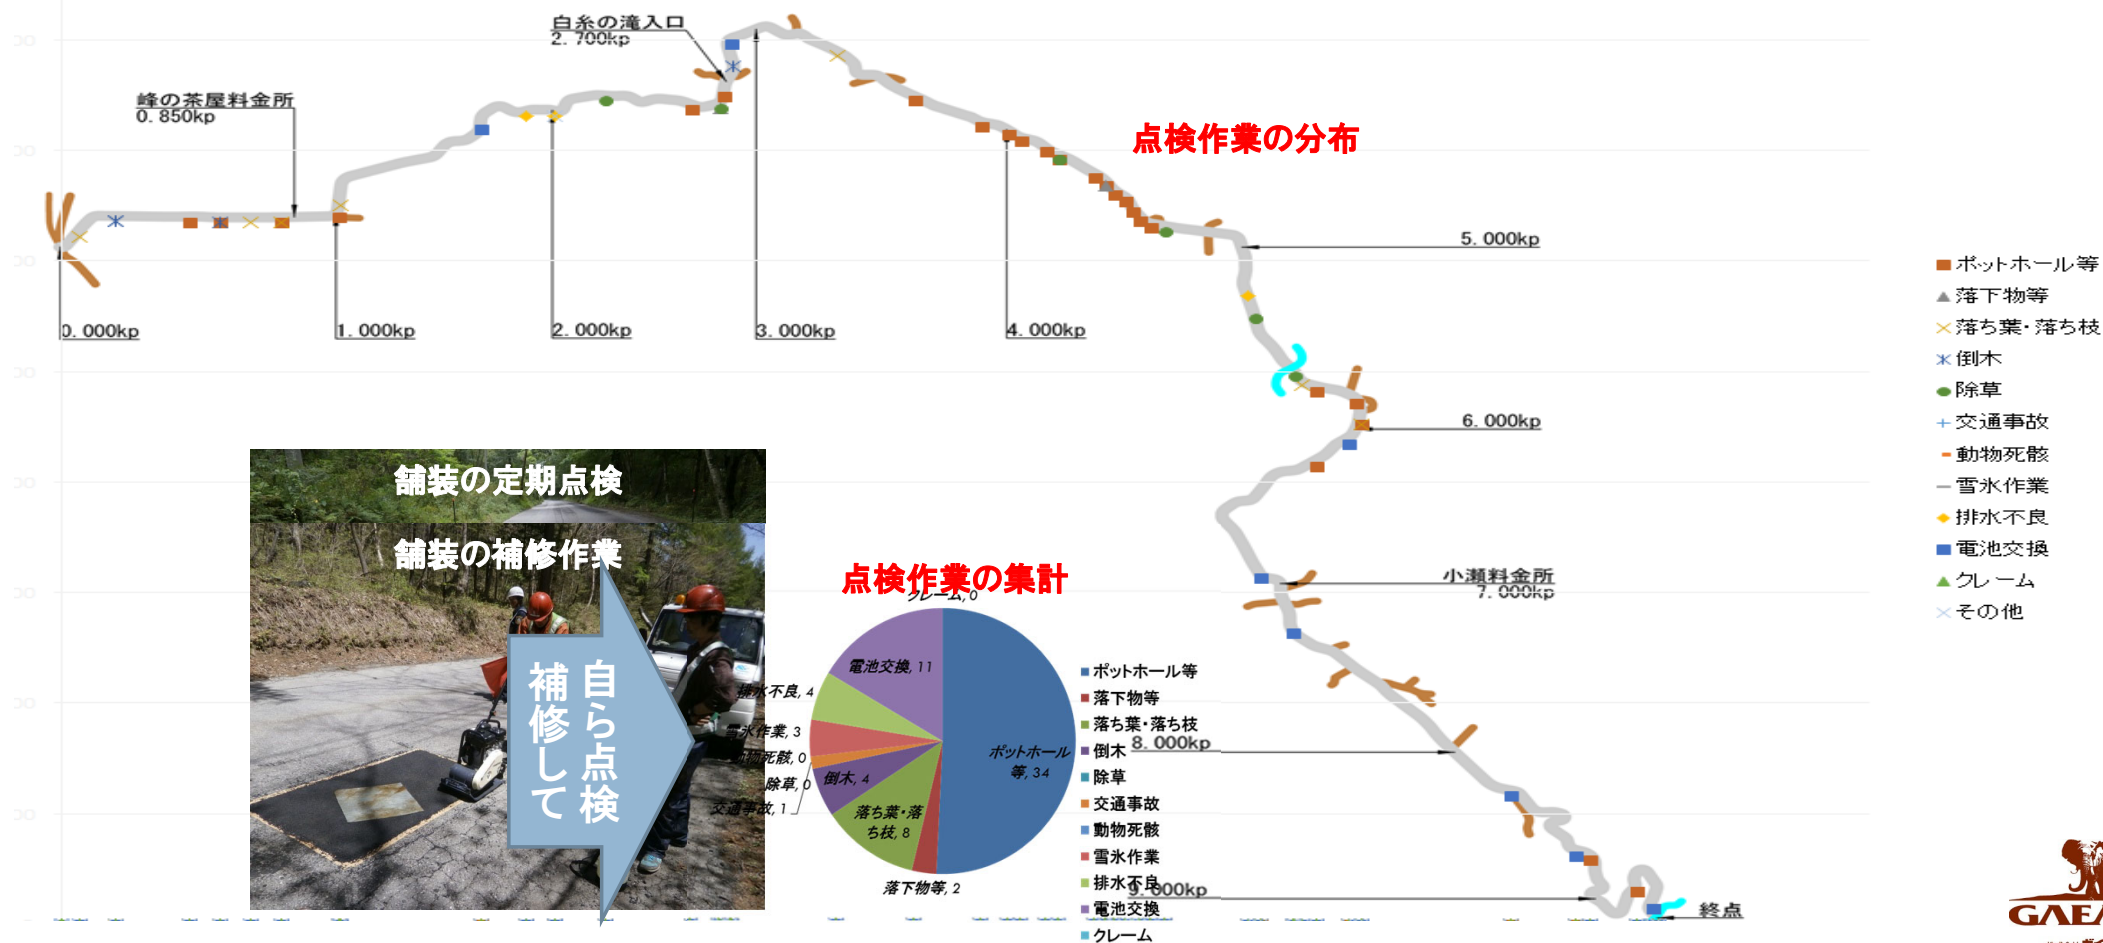 白糸の滝入口
2.700kp
峰の茶屋料金所
0.850kp
点検作業の分布
5.000kp
0.000kp
1.000kp
2.000kp
3.000kp
4.000kp
ポットホール等
落下物等
落ち葉・落ち枝
倒木
除草
交通事故
動物死骸
雪氷作業
排水不良
電池交換
クレーム
その他
6.000kp
舗装の定期点検
舗装の補修作業
自ら点検
補修して
小瀬料金所
7.000kp
点検作業の集計
クレーム, 0
電池交換, 11
排水不良, 4
雪氷作業, 3
動物死骸, 0
除草, 0
交通事故, 1
倒木, 4
落ち葉・落
ち枝, 8
落下物等, 2
ポットホール
等, 34
ポットホール等
落下物等
落ち葉・落ち枝
倒木
除草
交通事故
動物死骸
雪氷作業
排水不良
電池交換
クレーム
8.000kp
9.000kp
終点